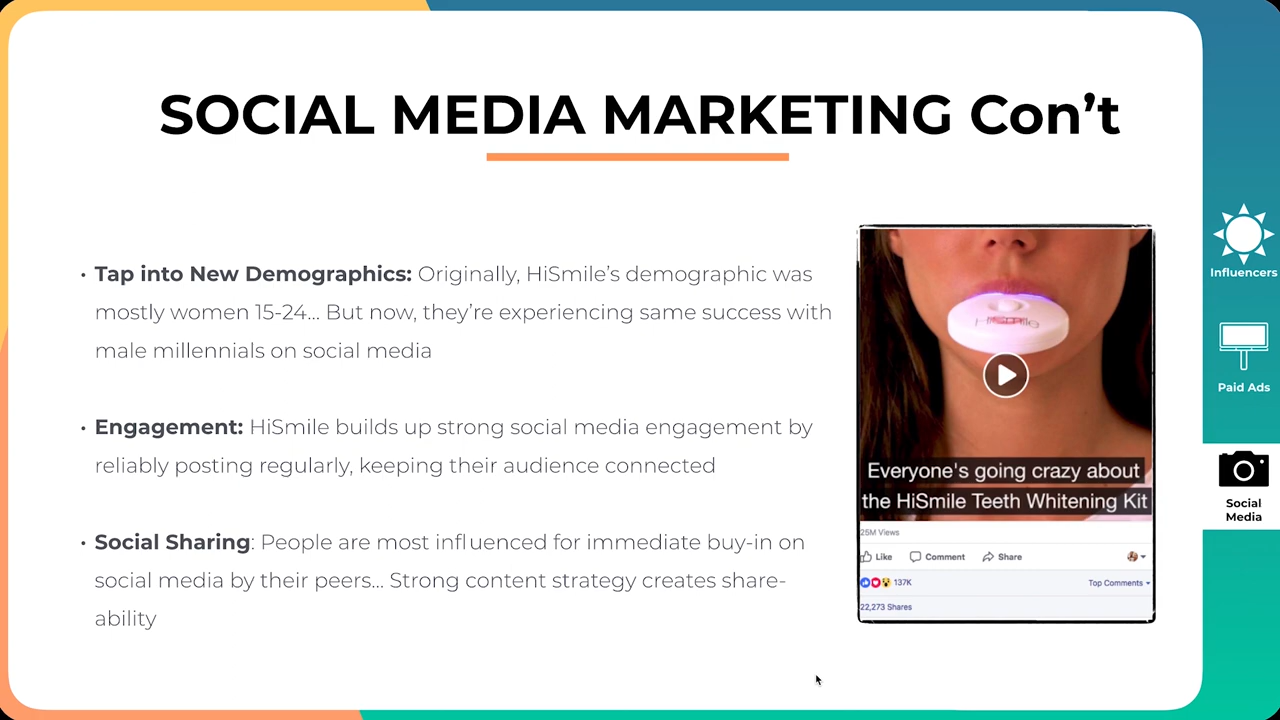 SOCIAL MEDIA MARKETING Con’t
• Tap into New Demographics: Originally, HiSmile’s demographic was
mostly women 15-24... But now, they’re experiencing same success with
male millennials on social media
• Engagement: HiSmile builds up strong social media engagement by
reliably posting regularly, keeping their audience connected
• Social Sharing: People are most influenced for immediate buy-in on
social media by their peers... Strong content strategy creates share-
ability
HiSmile
Everyone's going crazy about
the HiSmile Teeth Whitening Kit
25M Views
Like Comment Share
137K Top Comments
22,273 Shares
Influencers
Paid Ads
Social
Media